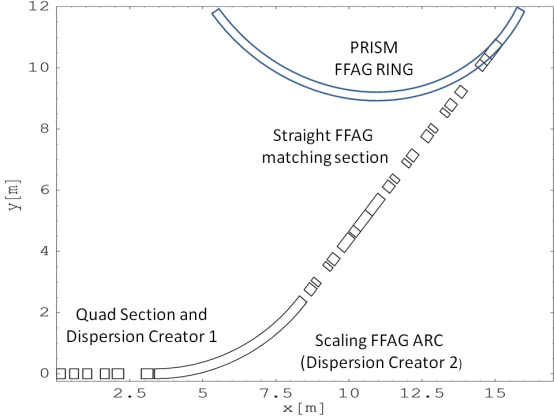 12
10
8
6
4
2
0
y[m]
PRISM
FFAG RING
Straight FFAG
matching section
Quad Section and
Dispersion Creator 1
Scaling FFAG ARC
(Dispersion Creator 2)
2.5 5 7.5 10 12.5 15
x[m]